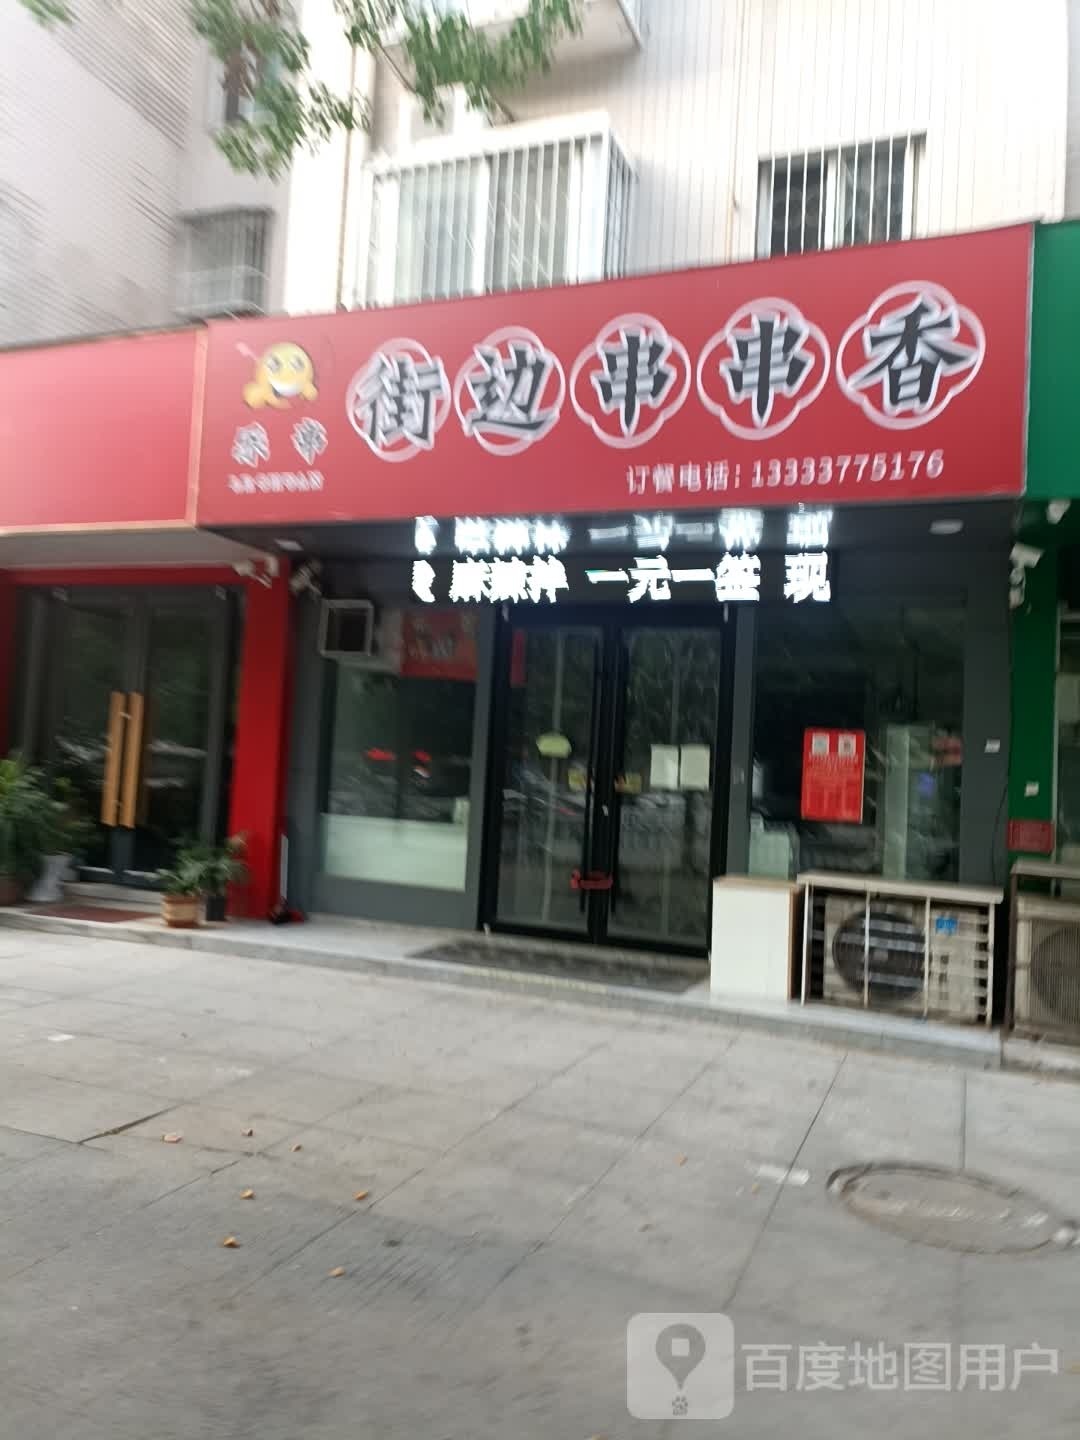 乐串
街边串串香
订餐电话：13333775176
麻辣拌 一元一签 现
百度地图用户